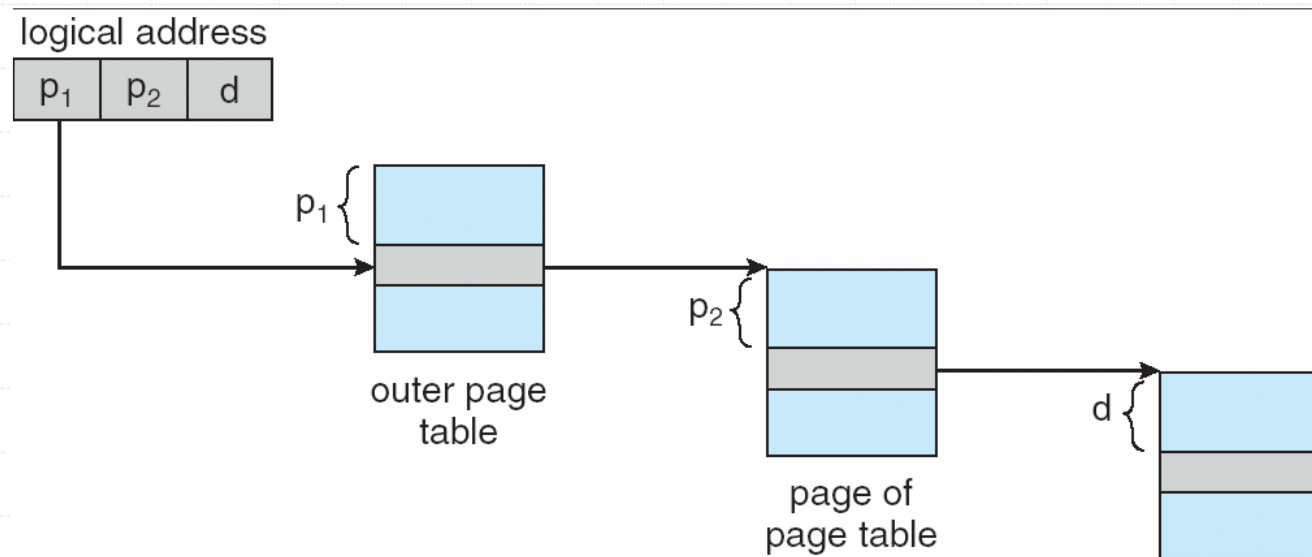 logical address
p₁ p₂ d
p₁
outer page
table
p₂
page of
page table
d